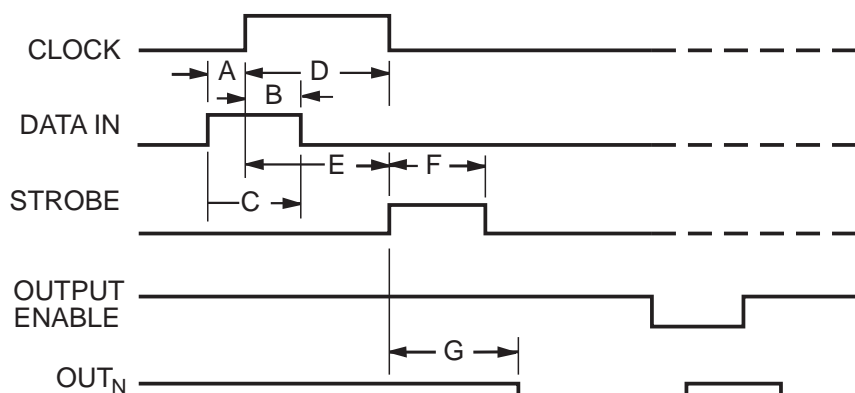 CLOCK
A D
B
DATA IN
E F
C
STROBE
OUTPUT
ENABLE
G
OUTN